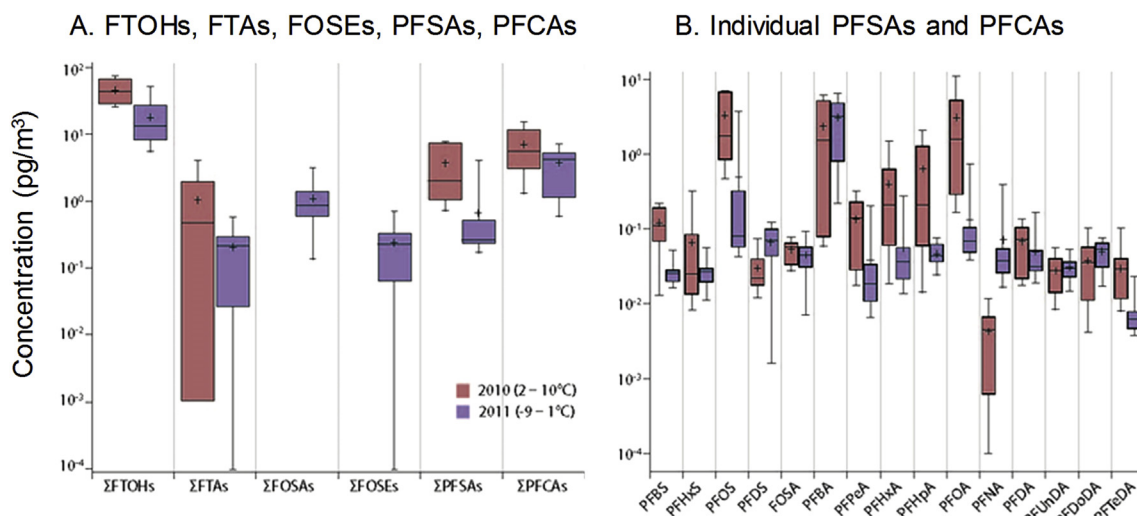 A. FTOHs, FTAs, FOSEs, PFSAs, PFCAs
B. Individual PFSAs and PFCAs
Concentration (pg/m³)
10²
10¹
10⁰
10⁻¹
10⁻²
10⁻³
10⁻⁴
2010 (2 – 10°C)
2011 (-9 – 1°C)
ΣFTOHs ΣFTAs ΣFOSAs ΣFOSEs ΣPFSAs ΣPFCAs
10¹
10⁰
10⁻¹
10⁻²
10⁻³
10⁻⁴
PFBS PFHxS PFOS PFDS FOSA PFBA PFPeA PFHxA PFHpA PFOA PFNA PFDA PFUnDA PFDoDA PFTeDA